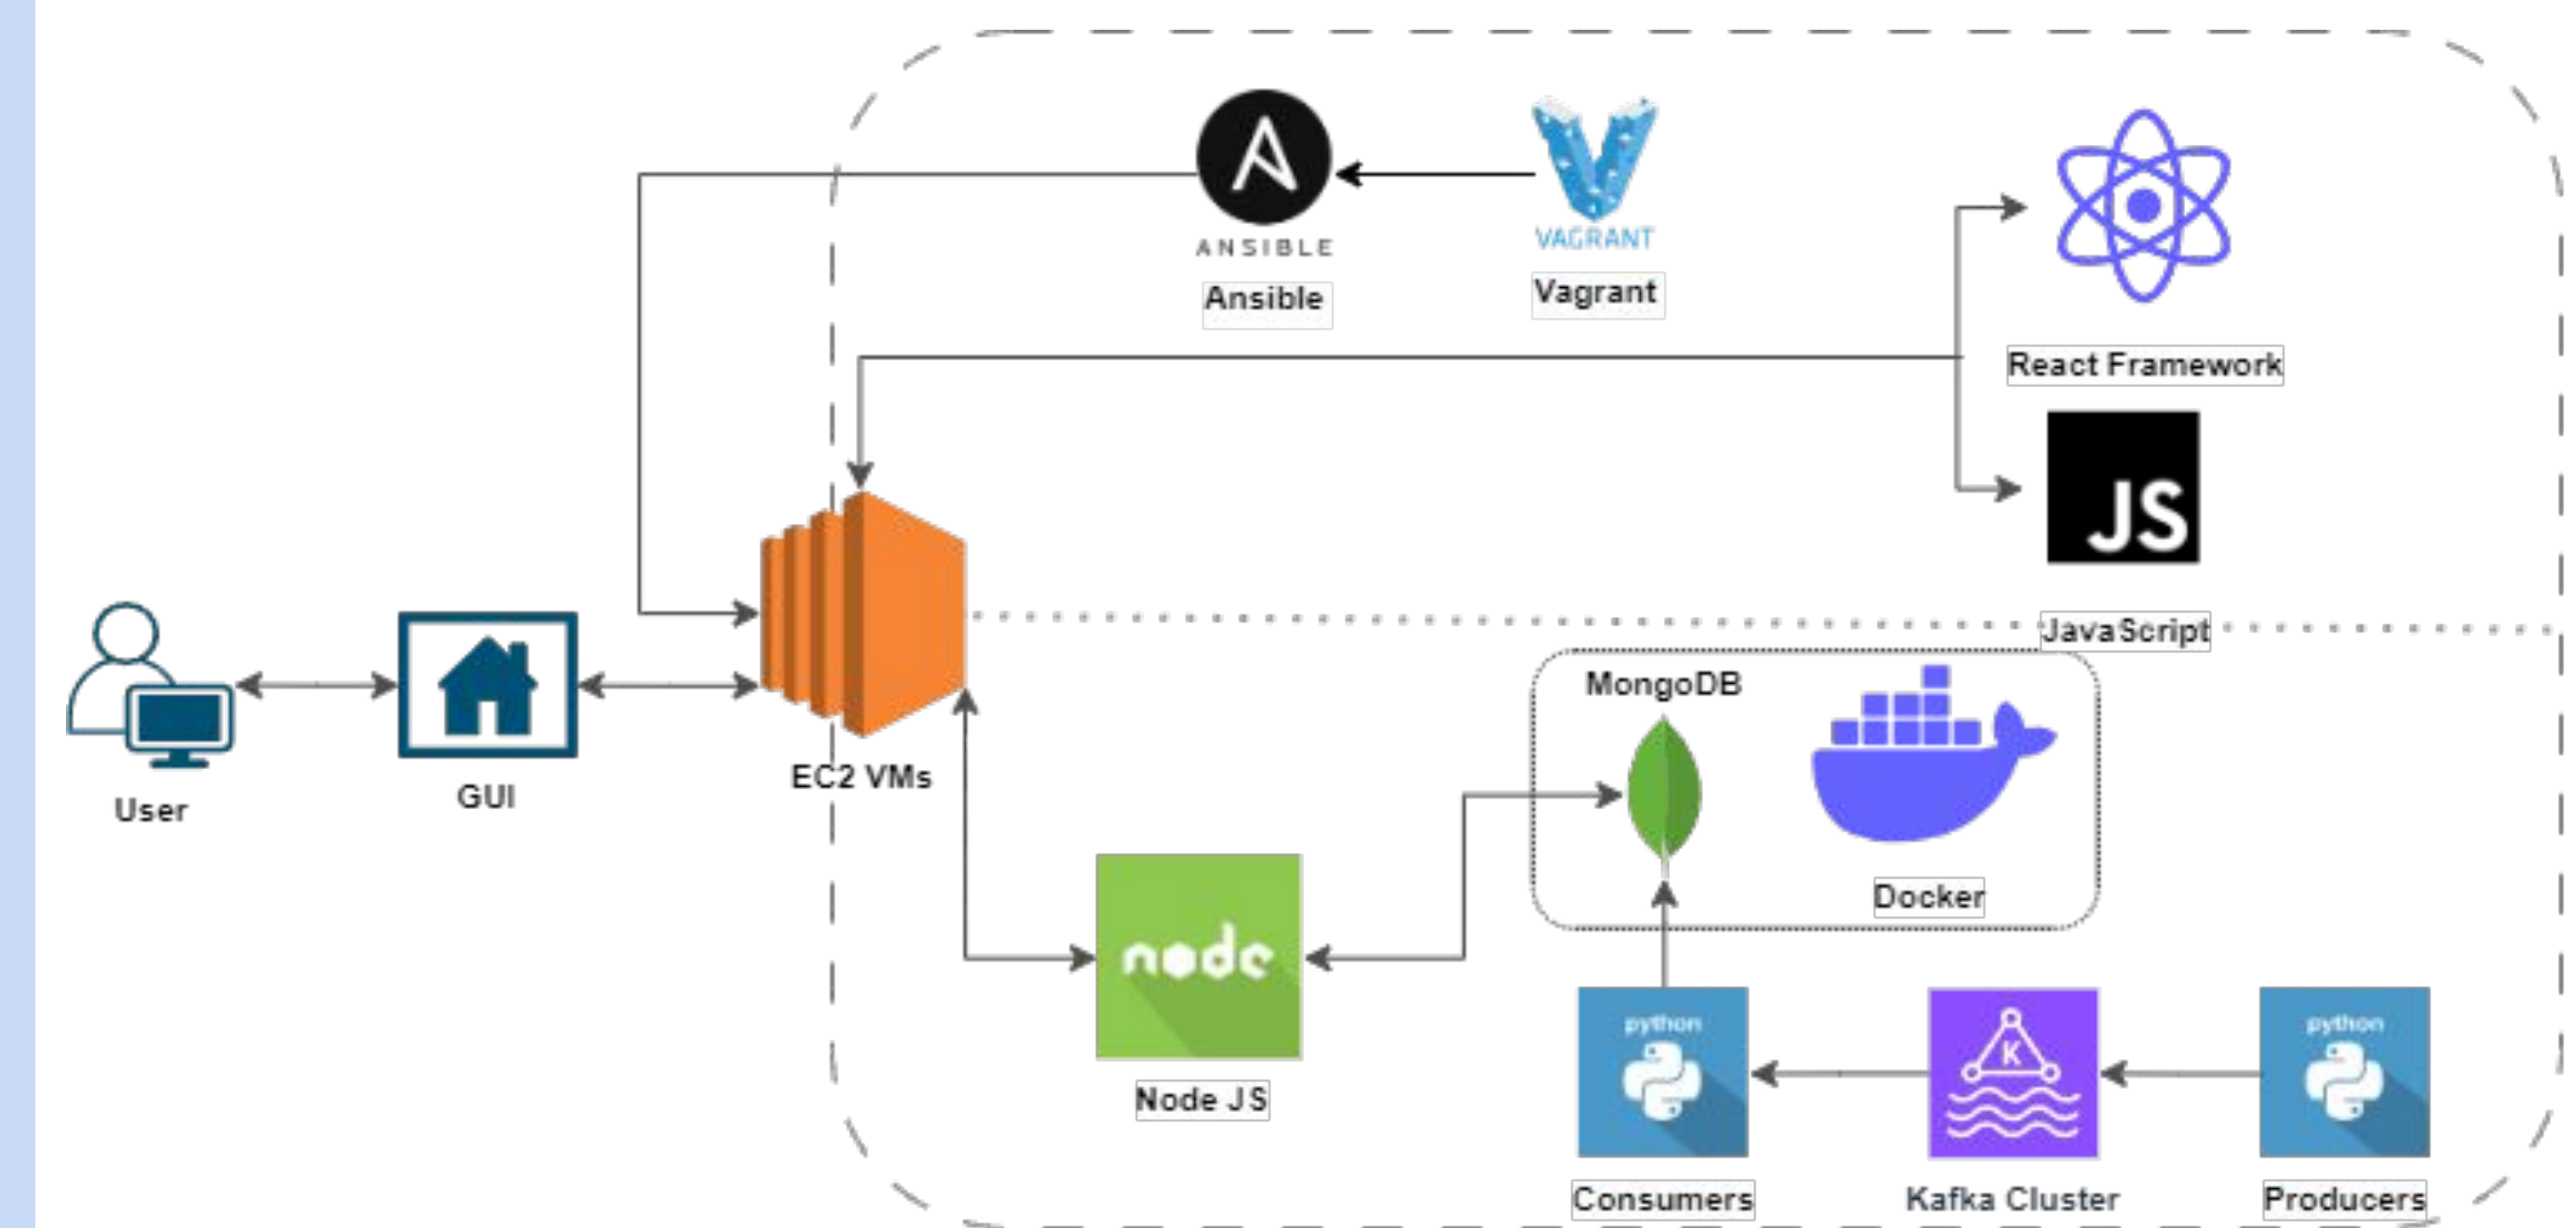 ANSIBLE
Ansible
VAGRANT
Vagrant
React Framework
JS
JavaScript
User
GUI
EC2 VMs
MongoDB
Docker
node
Node JS
python
Consumers
K
Kafka Cluster
python
Producers